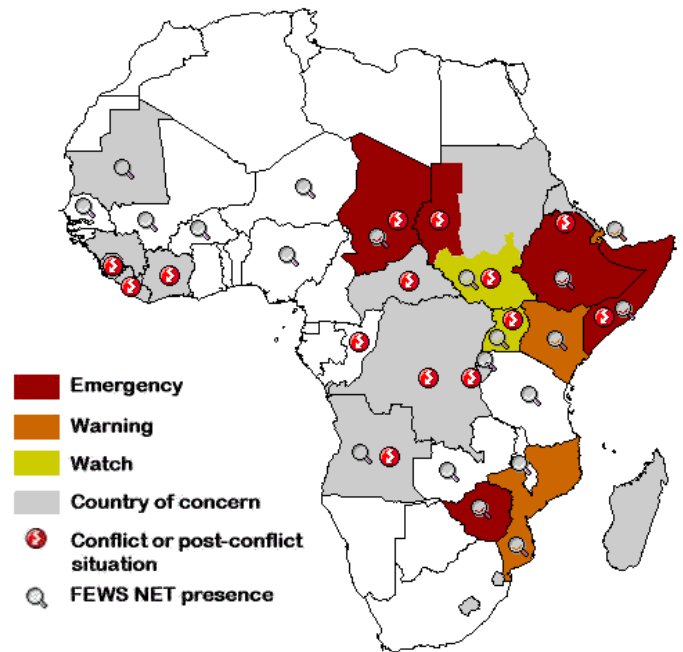 Emergency
Warning
Watch
Country of concern
Conflict or post-conflict
situation
FEWS NET presence